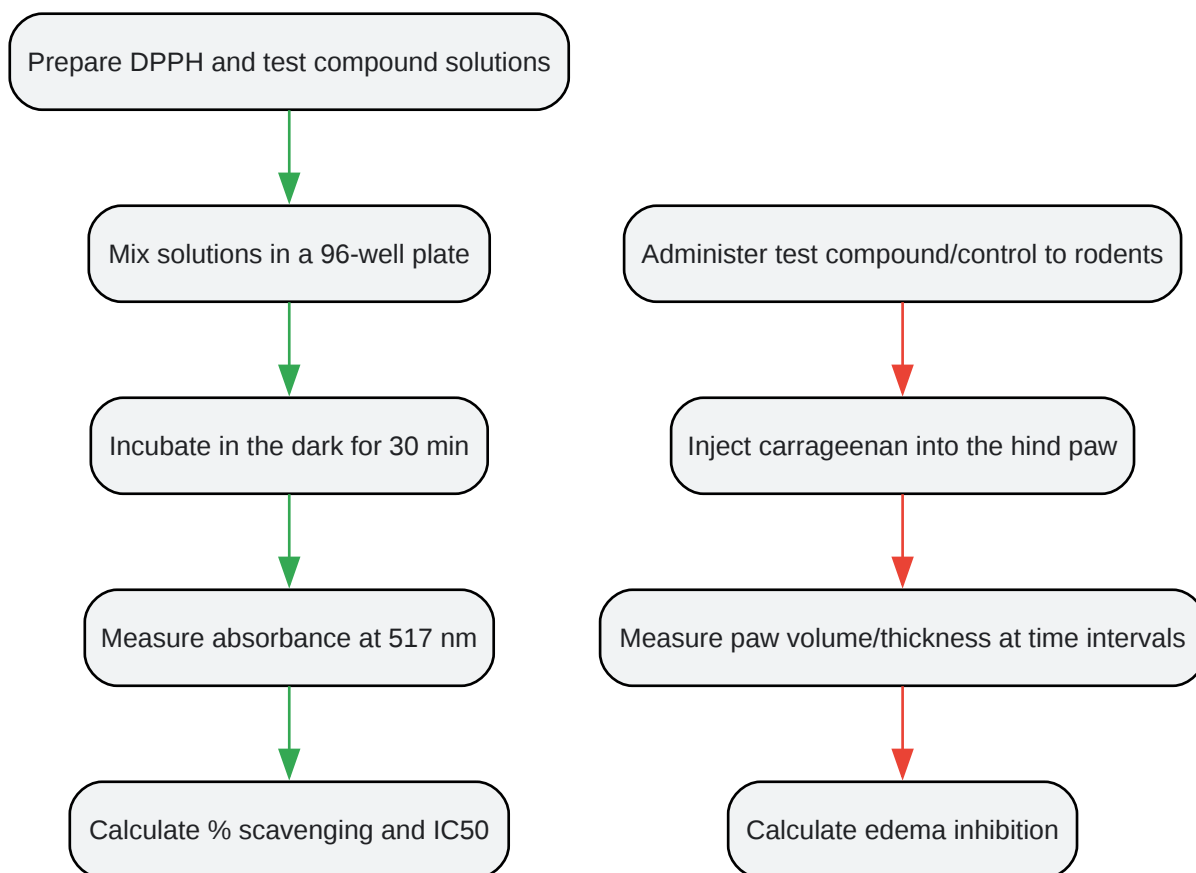 Prepare DPPH and test compound solutions
Mix solutions in a 96-well plate
Incubate in the dark for 30 min
Measure absorbance at 517 nm
Calculate % scavenging and IC50
Administer test compound/control to rodents
Inject carrageenan into the hind paw
Measure paw volume/thickness at time intervals
Calculate edema inhibition